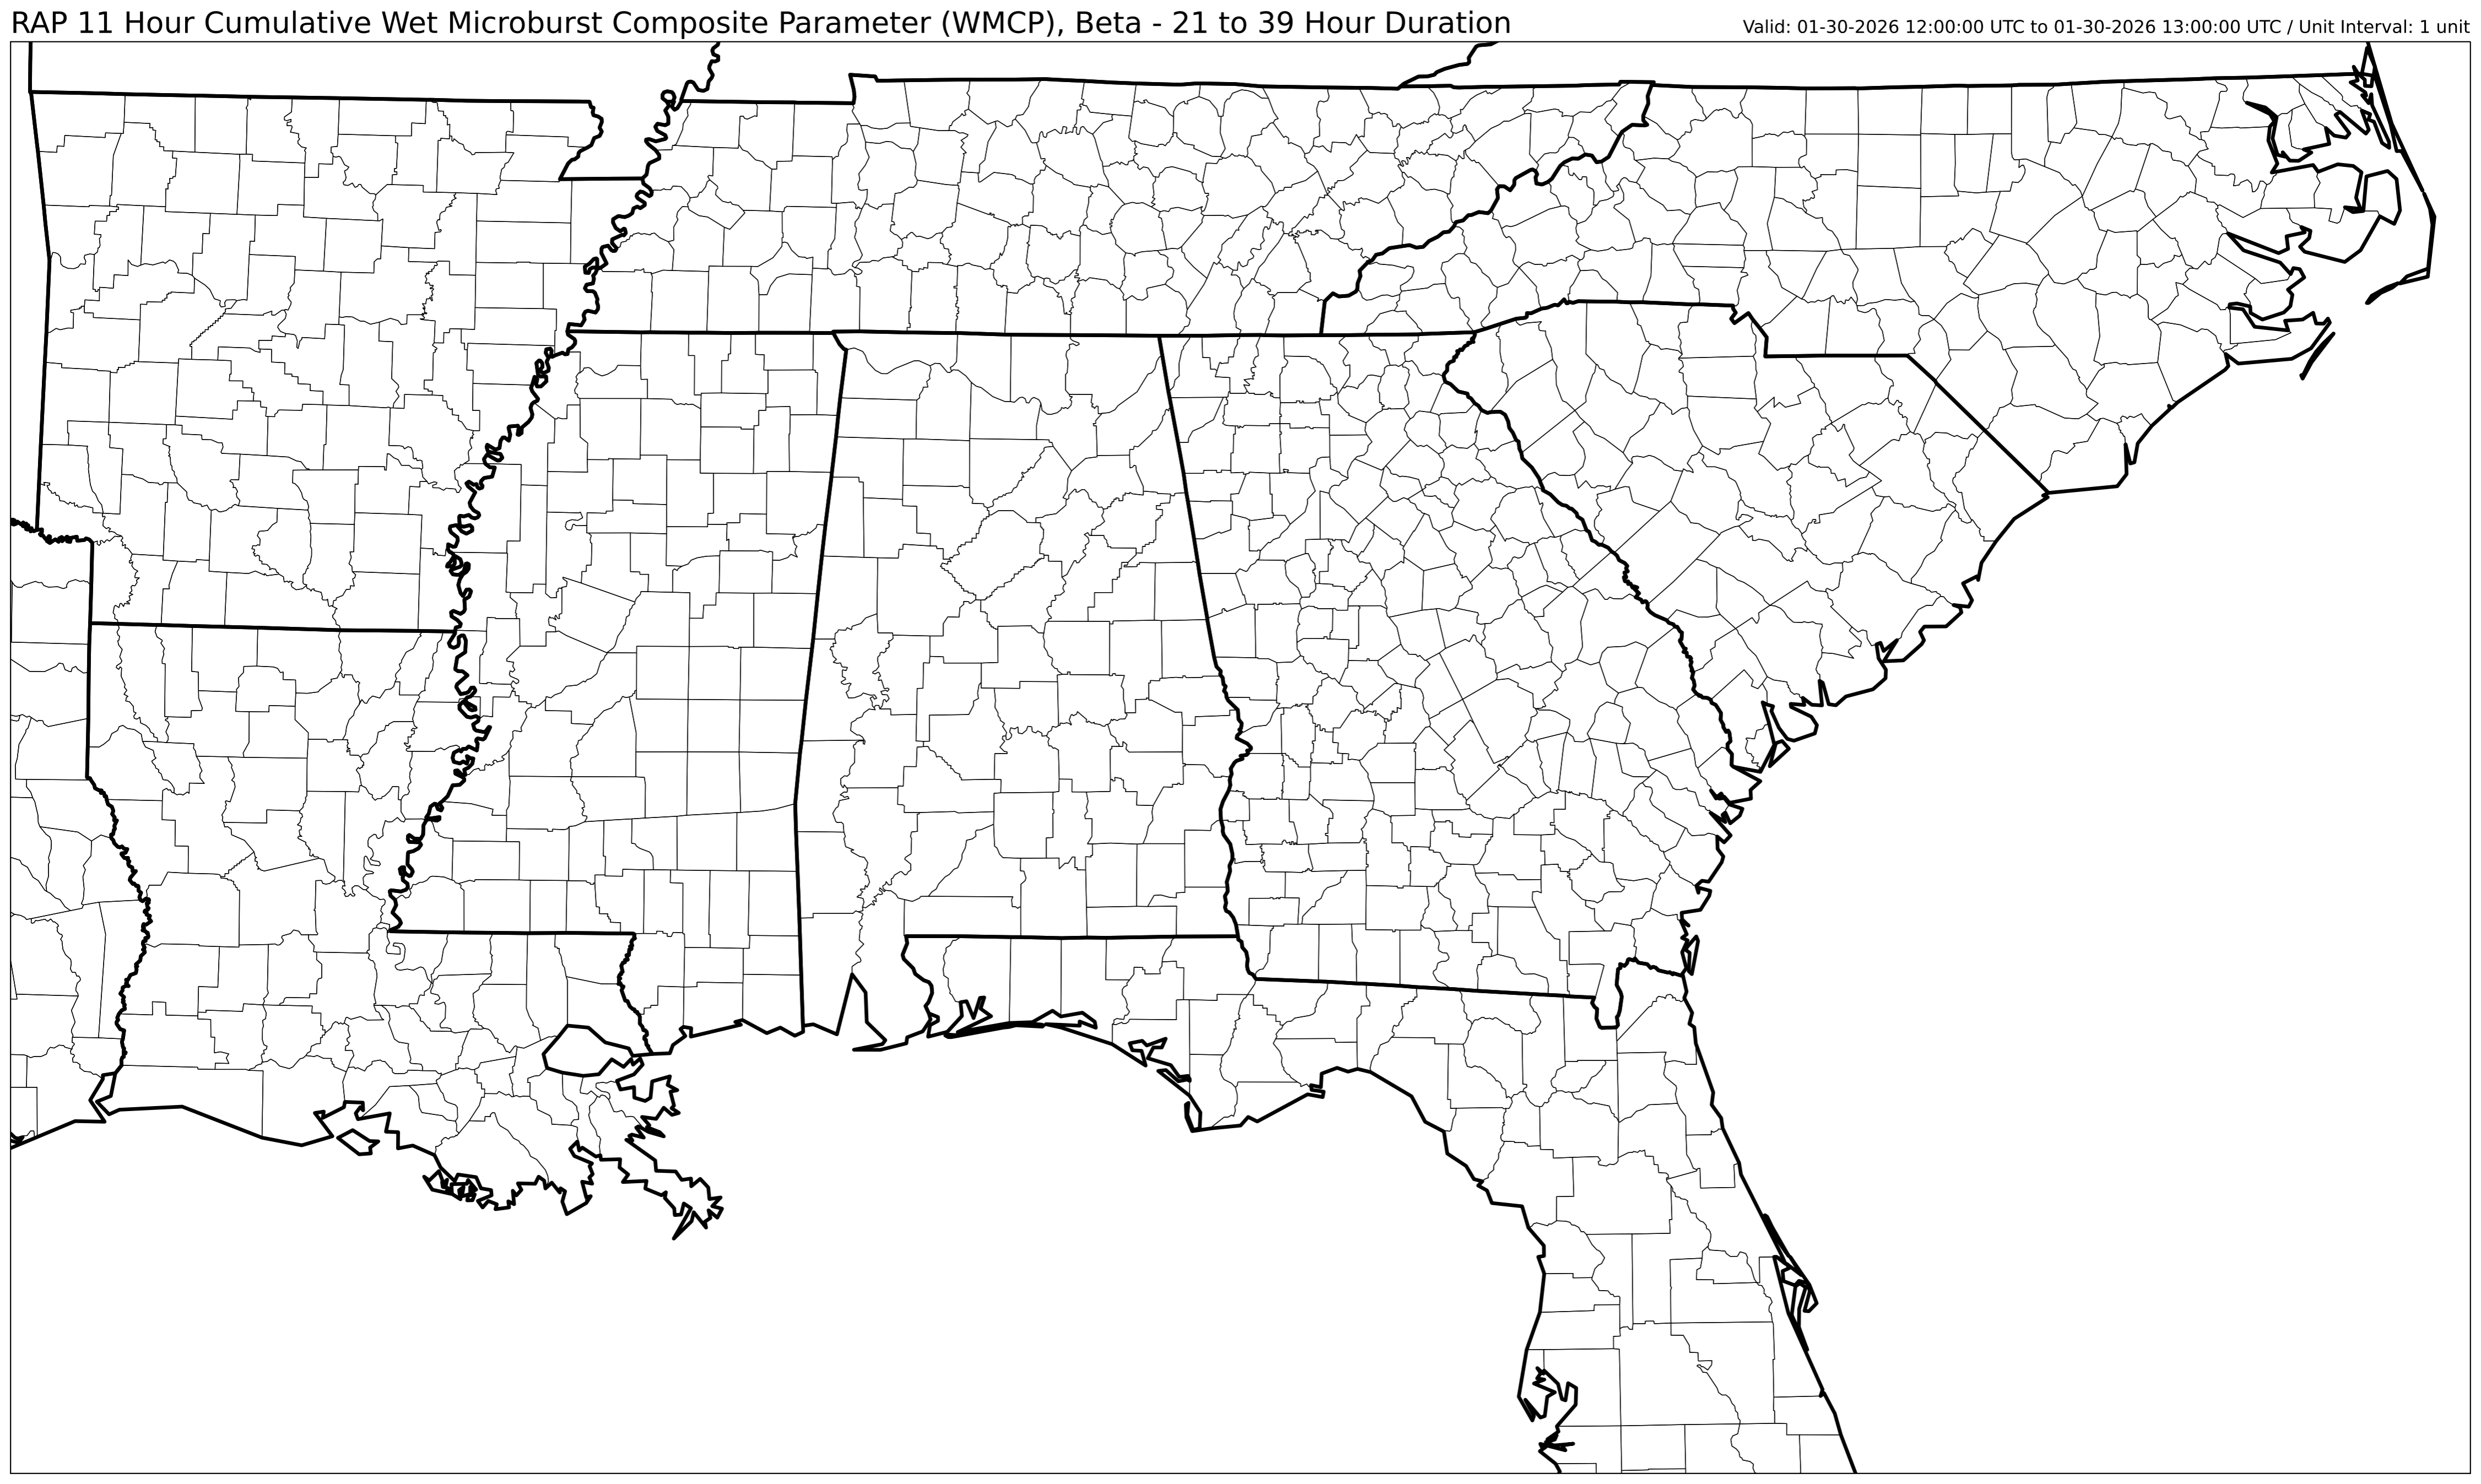 RAP 11 Hour Cumulative Wet Microburst Composite Parameter (WMCP), Beta - 21 to 39 Hour Duration
Valid: 01-30-2026 12:00:00 UTC to 01-30-2026 13:00:00 UTC / Unit Interval: 1 unit